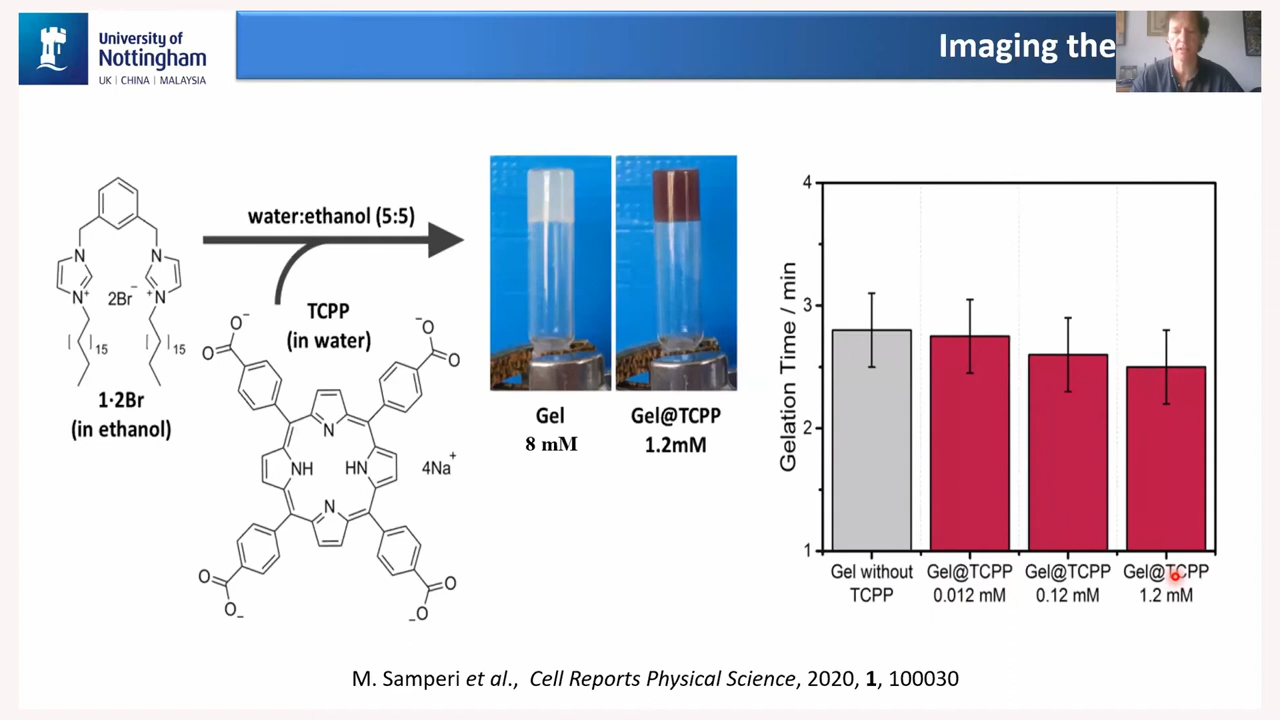 University of
Nottingham
UK | CHINA | MALAYSIA
Imaging the
water:ethanol (5:5)
TCPP
(in water)
N
N
N⁺
⁺N
2Br⁻
15
15
1·2Br
(in ethanol)
O⁻
O
⁻O
O
N
NH
HN
N
4Na⁺
O
O⁻
O
⁻O
Gel
8 mM
Gel@TCPP
1.2mM
Gelation Time / min
4
3
2
1
Gel without
TCPP
Gel@TCPP
0.012 mM
Gel@TCPP
0.12 mM
Gel@TCPP
1.2 mM
M. Samperi et al., Cell Reports Physical Science, 2020, 1, 100030